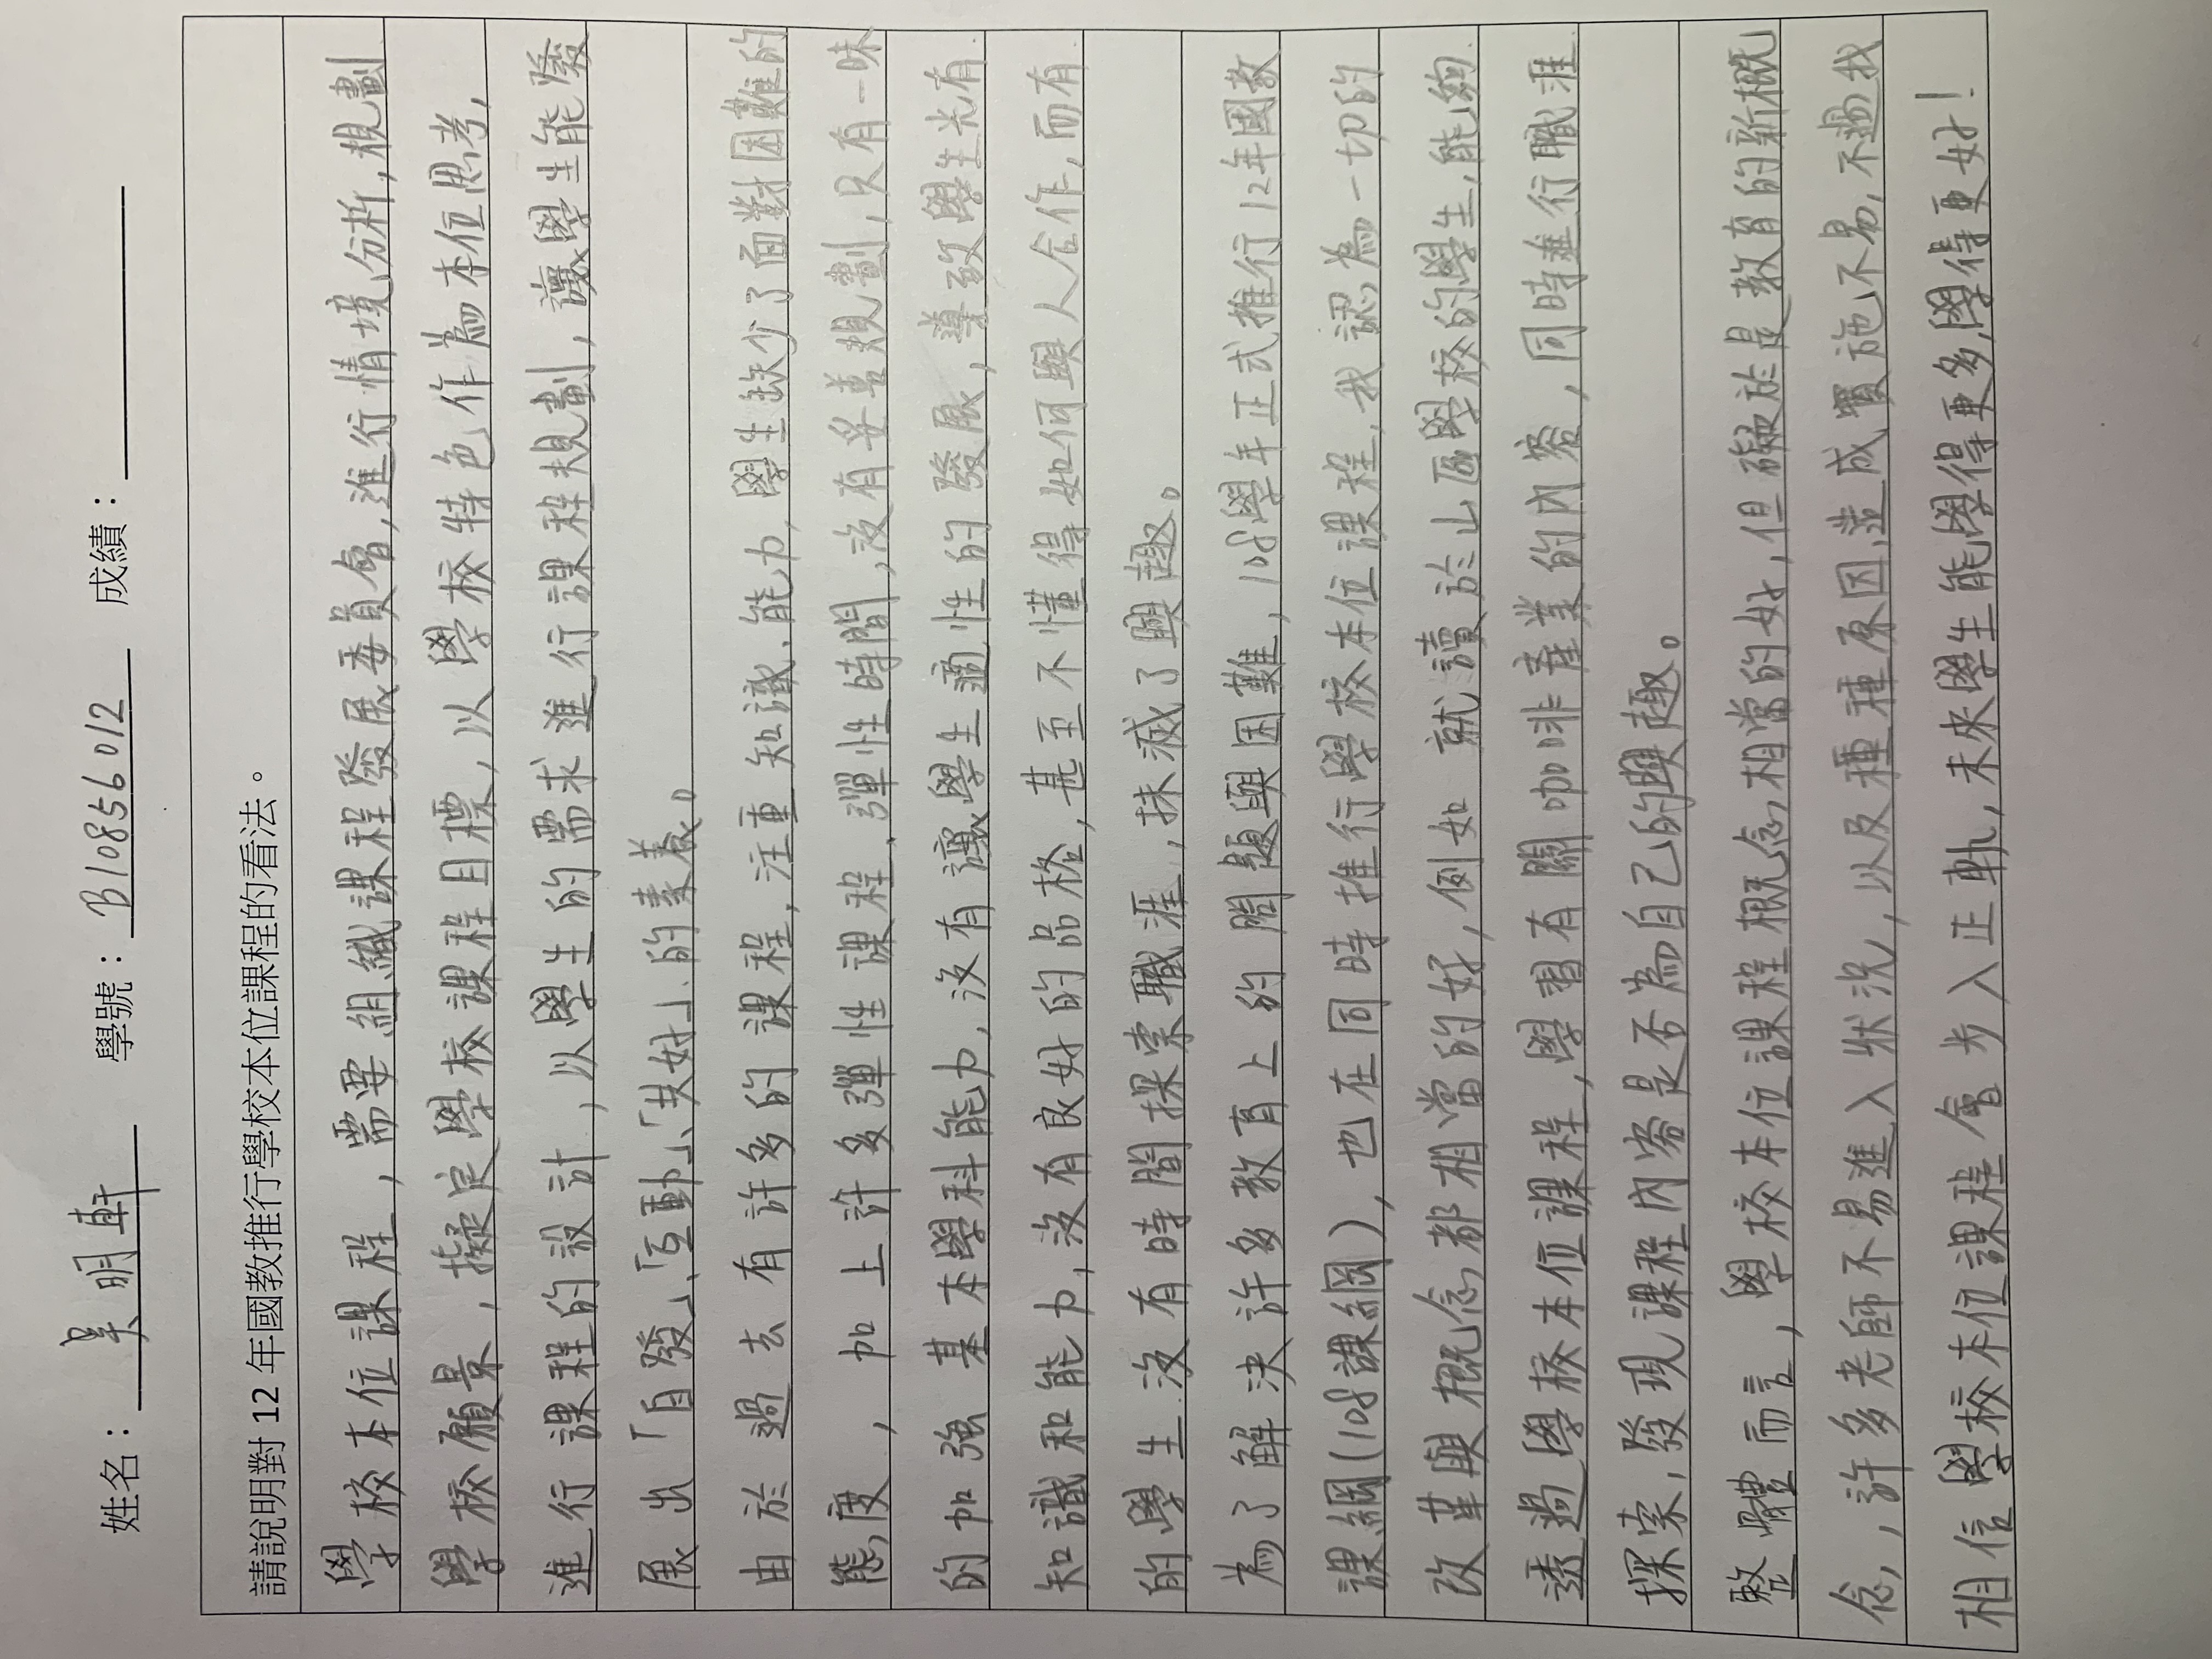 姓名：吳明軒 學號：B10856012 成績：
請說明對 12 年國教推行學校本位課程的看法。
學校本位課程，需要組織課程發展委員會，進行情境分析，規劃
學校願景，擬定學校課程目標，以學校特色作為本位思考，
進行課程的設計，以學生的需求進行課程規劃，讓學生能發
展出「自發」、「互動」、「共好」的素養。
由於過去有許多的課程，注重知識、能力，學生缺少了面對困難的
態度，加上許多彈性課程、彈性時間，沒有妥善規劃，只有一味
的加強基本學科能力，沒有讓學生適性的發展，導致學生光有
知識和能力，沒有良好的品格，甚至不懂得如何與人合作，而有
的學生沒有時間探索職涯，抹滅了興趣。
為了解決許多教育上的問題與困難，108學年正式推行12年國教
課綱(108課綱)，也在同時推行學校本位課程，我認為一切的
改革與概念都相當的好，例如就讀於山區學校的學生，能夠
透過學校本位課程，學習有關咖啡產業的內容，同時進行職涯
探索，發現課程內容是否為自己的興趣。
整體而言，學校本位課程概念相當的好，但礙於是教育的新概
念，，許多老師不易進入狀況，以及種種原因，造成實施不易，不過我
相信學校本位課程會步入正軌，未來學生能學得更多，學得更好！